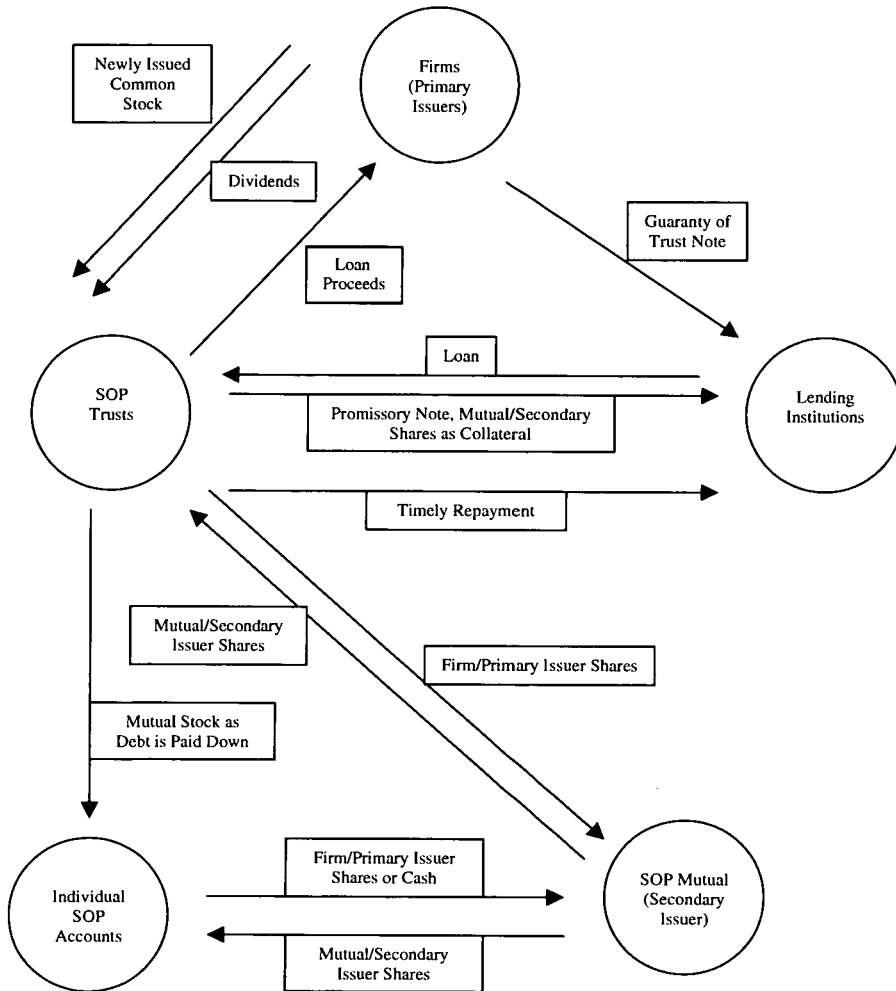 Newly Issued
Common
Stock
Firms
(Primary
Issuers)
Dividends
Guaranty of
Trust Note
Loan
Proceeds
Loan
SOP
Trusts
Lending
Institutions
Promissory Note, Mutual/Secondary
Shares as Collateral
Timely Repayment
Mutual/Secondary
Issuer Shares
Firm/Primary Issuer Shares
Mutual Stock as
Debt is Paid Down
Firm/Primary Issuer
Shares or Cash
Individual
SOP
Accounts
SOP Mutual
(Secondary
Issuer)
Mutual/Secondary
Issuer Shares